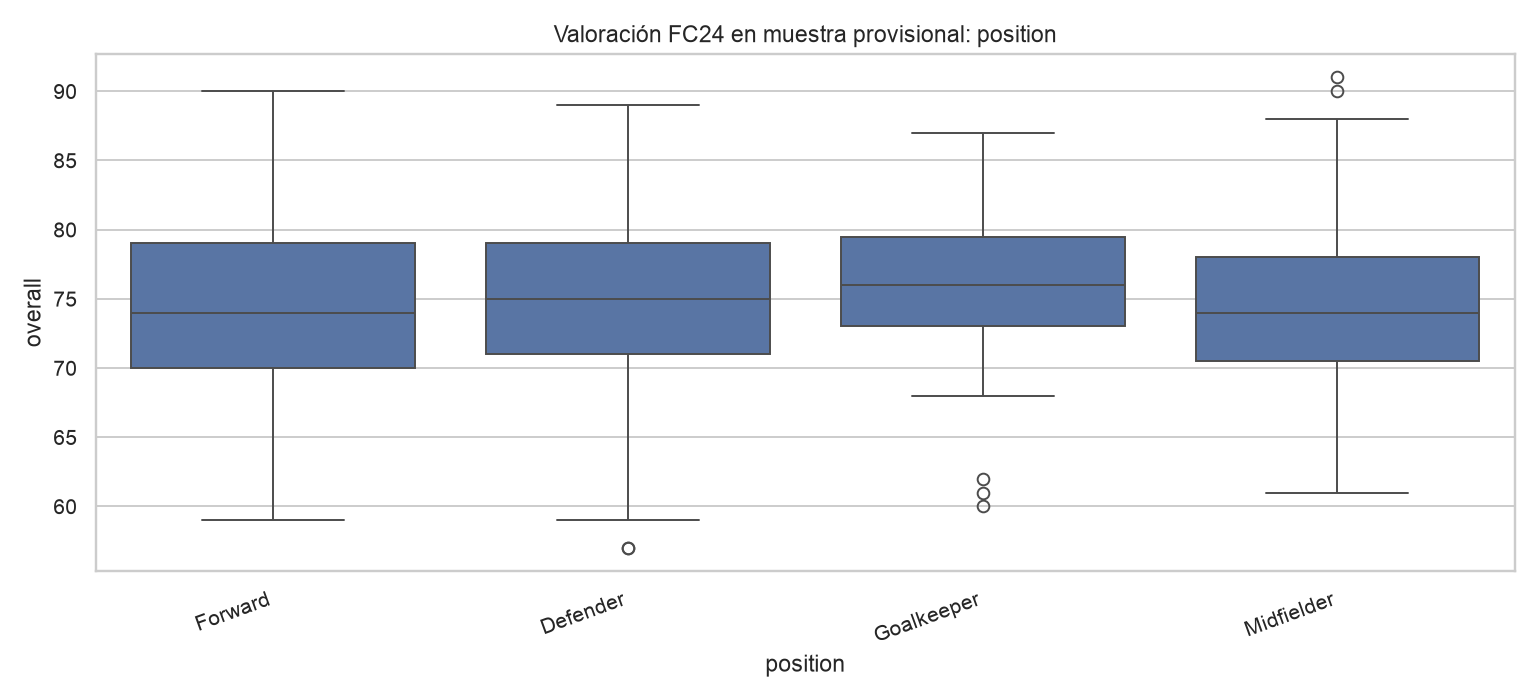 Valoración FC24 en muestra provisional: position
overall
90
85
80
75
70
65
60
Forward
Defender
Goalkeeper
Midfielder
position